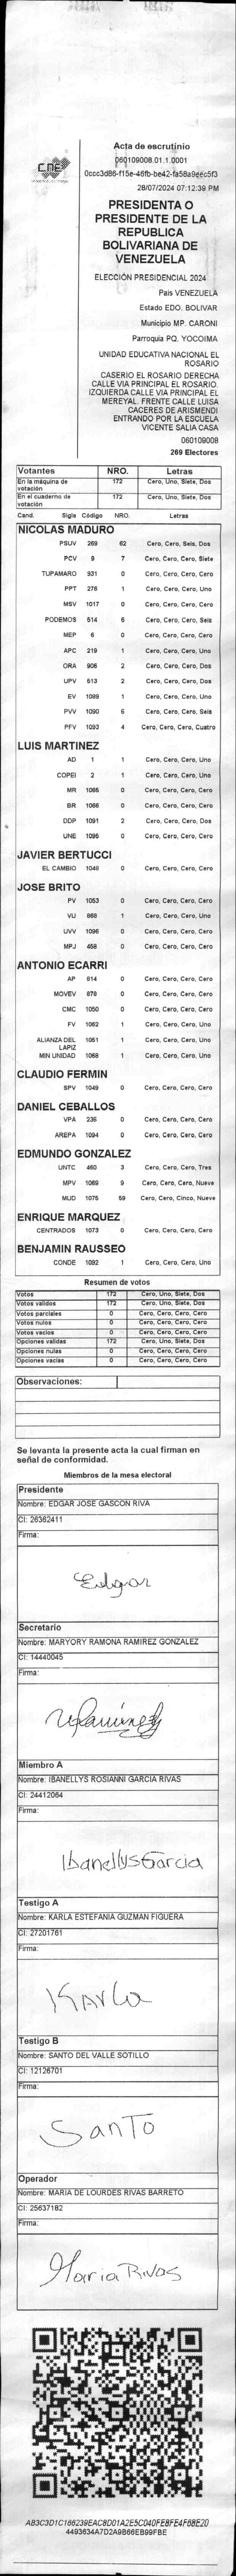 CNE
Acta de escrutinio
060109008.01.1.0001
0ccc3d86-f15e-46fb-be42-fa58a9eec5f3
28/07/2024 07:12:39 PM
PRESIDENTA O
PRESIDENTE DE LA
REPUBLICA
BOLIVARIANA DE
VENEZUELA
ELECCIÓN PRESIDENCIAL 2024
Pais VENEZUELA
Estado EDO. BOLIVAR
Municipio MP. CARONI
Parroquia PQ. YOCOIMA
UNIDAD EDUCATIVA NACIONAL EL
ROSARIO
CASERIO EL ROSARIO DERECHA
CALLE VIA PRINCIPAL EL ROSARIO.
IZQUIERDA CALLE VIA PRINCIPAL EL
MEREYAL. FRENTE CALLE LUISA
CACERES DE ARISMENDI
ENTRANDO POR LA ESCUELA
VICENTE SALIA CASA
060109008
269 Electores
Votantes NRO. Letras
En la máquina de votación 172 Cero, Uno, Siete, Dos
En el cuaderno de votación 172 Cero, Uno, Siete, Dos
Cand. Sigla Código NRO. Letras
NICOLAS MADURO
PSUV 269 62 Cero, Cero, Seis, Dos
PCV 9 7 Cero, Cero, Cero, Siete
TUPAMARO 931 0 Cero, Cero, Cero, Cero
PPT 276 1 Cero, Cero, Cero, Uno
MSV 1017 0 Cero, Cero, Cero, Cero
PODEMOS 514 6 Cero, Cero, Cero, Seis
MEP 6 0 Cero, Cero, Cero, Cero
APC 219 1 Cero, Cero, Cero, Uno
ORA 906 2 Cero, Cero, Cero, Dos
UPV 613 2 Cero, Cero, Cero, Dos
EV 1089 1 Cero, Cero, Cero, Uno
PVV 1090 6 Cero, Cero, Cero, Seis
PFV 1093 4 Cero, Cero, Cero, Cuatro
LUIS MARTINEZ
AD 1 1 Cero, Cero, Cero, Uno
COPEI 2 1 Cero, Cero, Cero, Uno
MR 1065 0 Cero, Cero, Cero, Cero
BR 1066 0 Cero, Cero, Cero, Cero
DDP 1091 2 Cero, Cero, Cero, Dos
UNE 1095 0 Cero, Cero, Cero, Cero
JAVIER BERTUCCI
EL CAMBIO 1048 0 Cero, Cero, Cero, Cero
JOSE BRITO
PV 1053 0 Cero, Cero, Cero, Cero
VU 868 1 Cero, Cero, Cero, Uno
UVV 1096 0 Cero, Cero, Cero, Cero
MPJ 458 0 Cero, Cero, Cero, Cero
ANTONIO ECARRI
AP 814 0 Cero, Cero, Cero, Cero
MOVEV 878 0 Cero, Cero, Cero, Cero
CMC 1050 0 Cero, Cero, Cero, Cero
FV 1062 1 Cero, Cero, Cero, Uno
ALIANZA DEL LAPIZ 1051 1 Cero, Cero, Cero, Uno
MIN UNIDAD 1068 1 Cero, Cero, Cero, Uno
CLAUDIO FERMIN
SPV 1049 0 Cero, Cero, Cero, Cero
DANIEL CEBALLOS
VPA 236 0 Cero, Cero, Cero, Cero
AREPA 1094 0 Cero, Cero, Cero, Cero
EDMUNDO GONZALEZ
UNTC 460 3 Cero, Cero, Cero, Tres
MPV 1069 9 Cero, Cero, Cero, Nueve
MUD 1075 59 Cero, Cero, Cinco, Nueve
ENRIQUE MARQUEZ
CENTRADOS 1073 0 Cero, Cero, Cero, Cero
BENJAMIN RAUSSEO
CONDE 1092 1 Cero, Cero, Cero, Uno
Resumen de votos
Votos 172 Cero, Uno, Siete, Dos
Votos validos 172 Cero, Uno, Siete, Dos
Votos parciales 0 Cero, Cero, Cero, Cero
Votos nulos 0 Cero, Cero, Cero, Cero
Votos vacios 0 Cero, Cero, Cero, Cero
Opciones validas 172 Cero, Uno, Siete, Dos
Opciones nulas 0 Cero, Cero, Cero, Cero
Opciones vacias 0 Cero, Cero, Cero, Cero
Observaciones:
Se levanta la presente acta la cual firman en
señal de conformidad.
Miembros de la mesa electoral
Presidente
Nombre: EDGAR JOSE GASCON RIVA
CI: 26362411
Firma:
Edgar
Secretario
Nombre: MARYORY RAMONA RAMIREZ GONZALEZ
CI: 14440045
Firma:
Miembro A
Nombre: IBANELLYS ROSIANNI GARCIA RIVAS
CI: 24412064
Firma:
Ibanellys Garcia
Testigo A
Nombre: KARLA ESTEFANIA GUZMAN FIGUERA
CI: 27201761
Firma:
Karla
Testigo B
Nombre: SANTO DEL VALLE SOTILLO
CI: 12126701
Firma:
Santo
Operador
Nombre: MARIA DE LOURDES RIVAS BARRETO
CI: 25637182
Firma:
Maria Rivas
AB3C3D1C166239EAC8D01A2E5C040FE8FE4F68E20
4493634A7D2A9B66EB99FBE